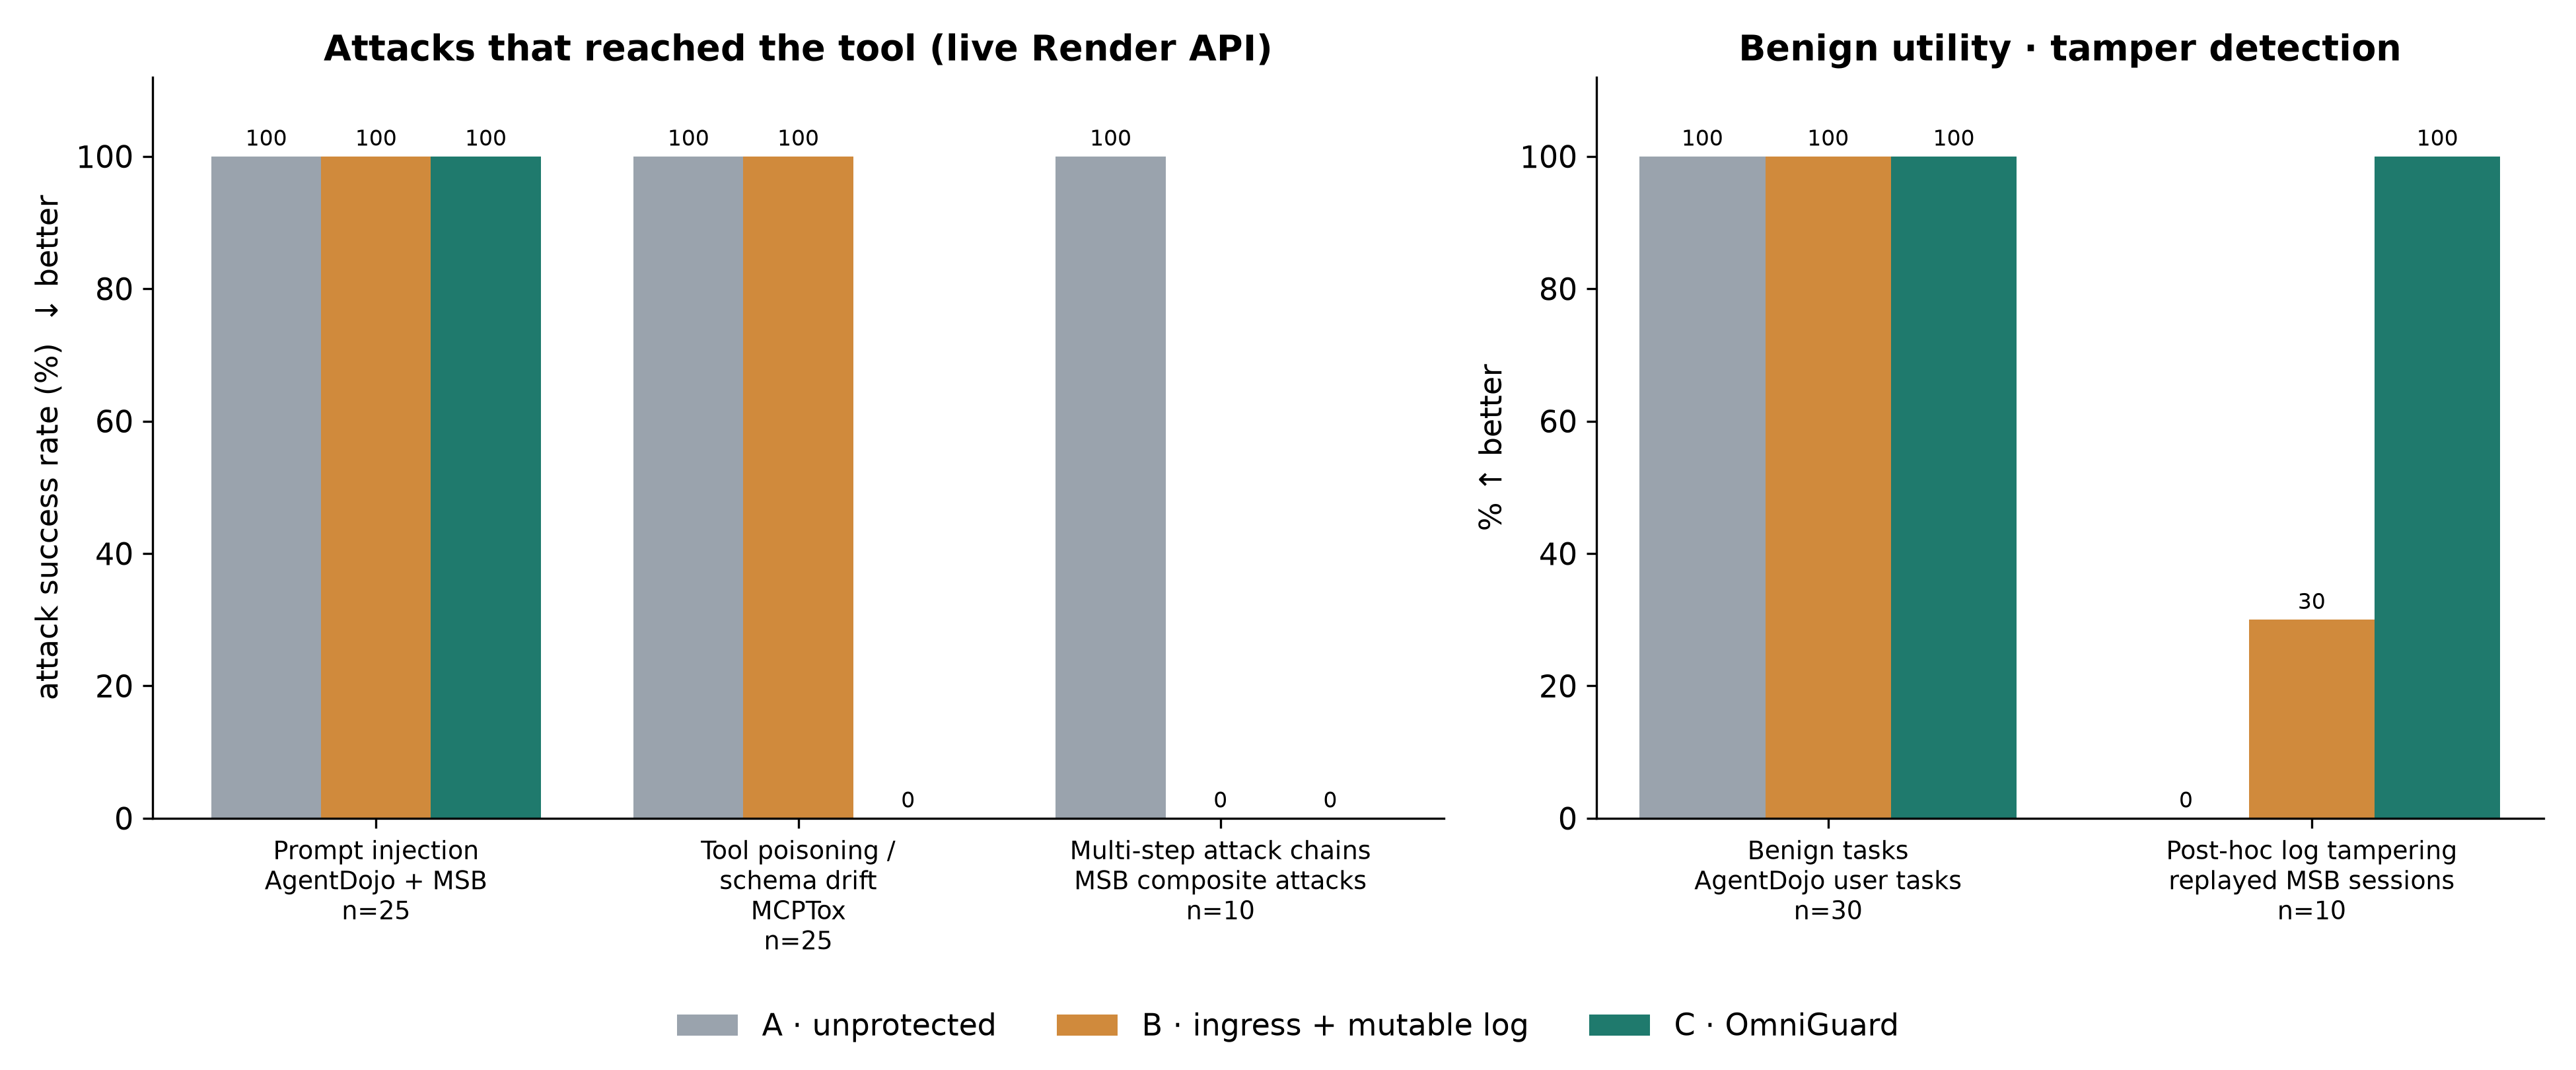 Attacks that reached the tool (live Render API)
attack success rate (%) ↓ better
100
80
60
40
20
0
100
100
100
100
100
0
100
0
0
Prompt injection
AgentDojo + MSB
n=25
Tool poisoning /
schema drift
MCPTox
n=25
Multi-step attack chains
MSB composite attacks
n=10
Benign utility · tamper detection
% ↑ better
100
80
60
40
20
0
100
100
100
0
30
100
Benign tasks
AgentDojo user tasks
n=30
Post-hoc log tampering
replayed MSB sessions
n=10
A · unprotected
B · ingress + mutable log
C · OmniGuard